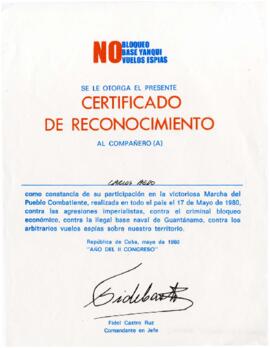 NO BLOQUEO
BASE YANQUI
VUELOS ESPIAS
SE LE OTORGA EL PRESENTE
CERTIFICADO
DE RECONOCIMIENTO
AL COMPAÑERO (A)
CARLOS
como constancia de su participación en la victoriosa Marcha del
Pueblo Combatiente, realizada en todo el país el 17 de Mayo de 1980,
contra las agresiones imperialistas, contra el criminal bloqueo
económico, contra la ilegal base naval de Guantánamo, contra los
arbitrarios vuelos espías sobre nuestro territorio.
República de Cuba, mayo de 1980
"AÑO DEL II CONGRESO"
Fidel Castro Ruz
Comandante en Jefe